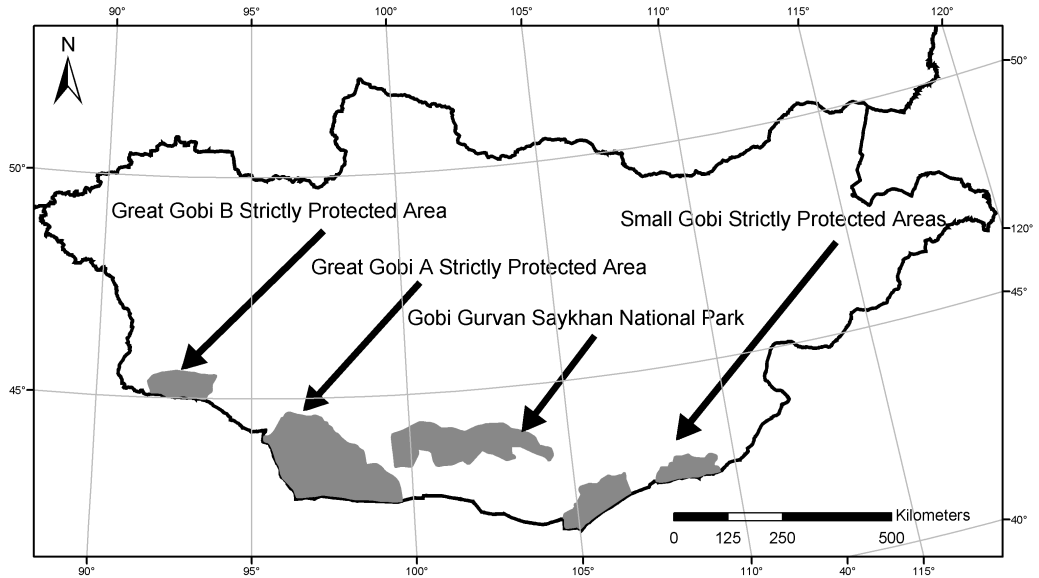 90° 95° 100° 105° 110° 115° 120°
N
50°
50°
Great Gobi B Strictly Protected Area
Small Gobi Strictly Protected Areas
120°
Great Gobi A Strictly Protected Area
45°
Gobi Gurvan Saykhan National Park
45°
Kilometers
40°
0 125 250 500
90° 95° 100° 105° 110° 40° 115°